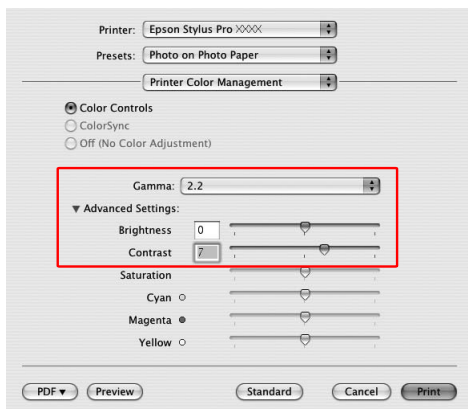 Printer: Epson Stylus Pro XXXX
Presets: Photo on Photo Paper
Printer Color Management
Color Controls
ColorSync
Off (No Color Adjustment)
Gamma: 2.2
▼ Advanced Settings:
Brightness 0
Contrast 7
Saturation
Cyan
Magenta
Yellow
PDF ▼ Preview Standard Cancel Print